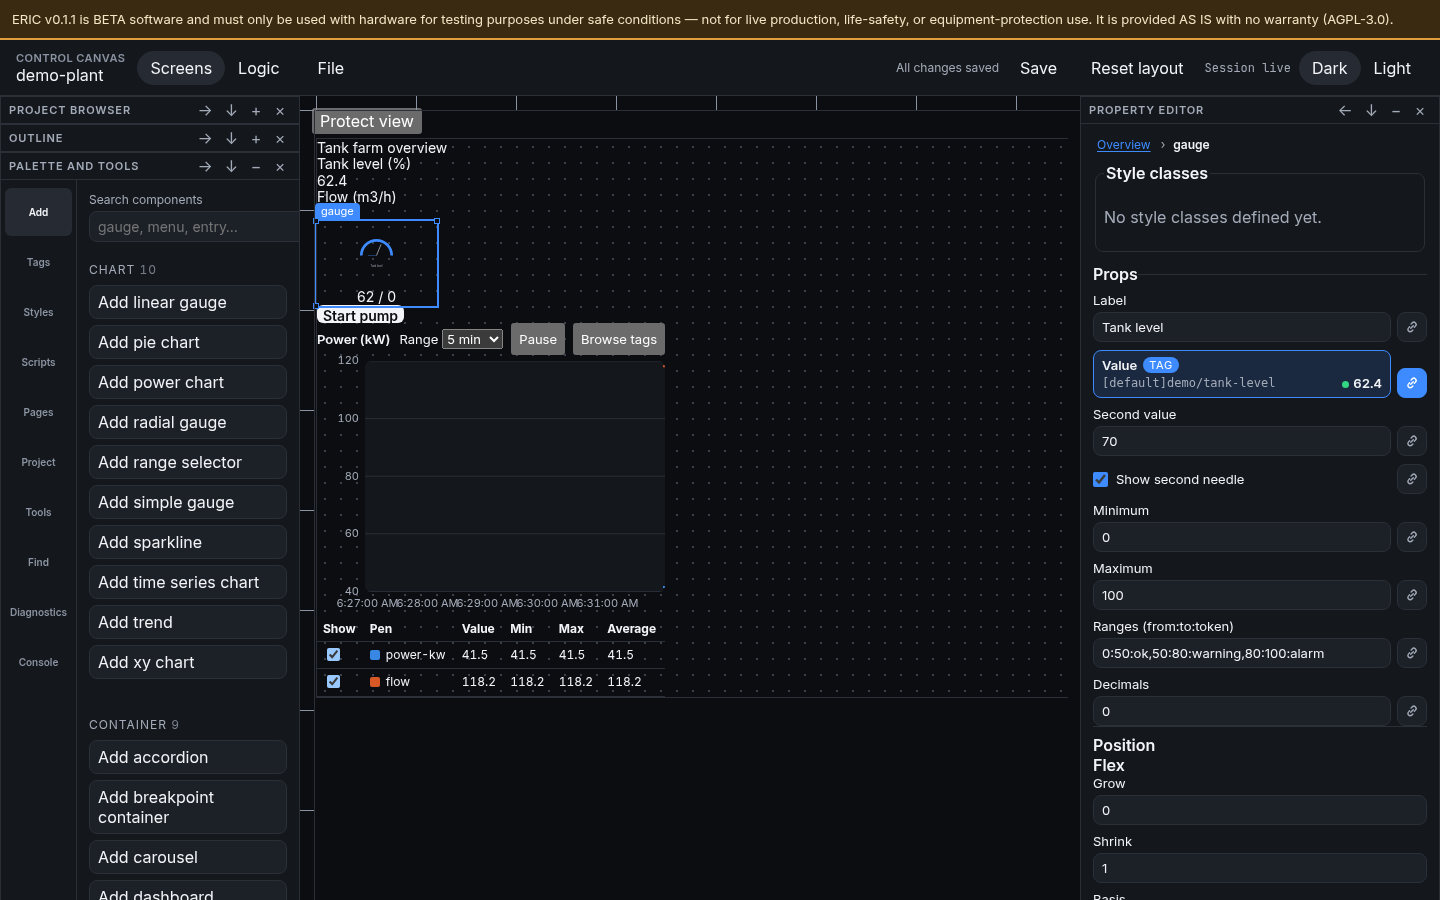 ERIC v0.1.1 is BETA software and must only be used with hardware for testing purposes under safe conditions — not for live production, life-safety, or equipment-protection use. It is provided AS IS with no warranty (AGPL-3.0).
CONTROL CANVAS
demo-plant
Screens
Logic
File
All changes saved
Save
Reset layout
Session live
Dark
Light
PROJECT BROWSER
OUTLINE
PALETTE AND TOOLS
Add
Tags
Styles
Scripts
Pages
Project
Tools
Find
Diagnostics
Console
Search components
gauge, menu, entry...
CHART 10
Add linear gauge
Add pie chart
Add power chart
Add radial gauge
Add range selector
Add simple gauge
Add sparkline
Add time series chart
Add trend
Add xy chart
CONTAINER 9
Add accordion
Add breakpoint
container
Add carousel
Add dashboard
Protect view
Tank farm overview
Tank level (%)
62.4
Flow (m3/h)
gauge
Tank level
62 / 0
Start pump
Power (kW)
Range
5 min
Pause
Browse tags
120
100
80
60
40
6:27:00 AM
6:28:00 AM
6:29:00 AM
6:30:00 AM
6:31:00 AM
Show Pen Value Min Max Average
power-kw 41.5 41.5 41.5 41.5
flow 118.2 118.2 118.2 118.2
PROPERTY EDITOR
Overview › gauge
Style classes
No style classes defined yet.
Props
Label
Tank level
Value TAG
[default]demo/tank-level
62.4
Second value
70
Show second needle
Minimum
0
Maximum
100
Ranges (from:to:token)
0:50:ok,50:80:warning,80:100:alarm
Decimals
0
Position
Flex
Grow
0
Shrink
1
Basis